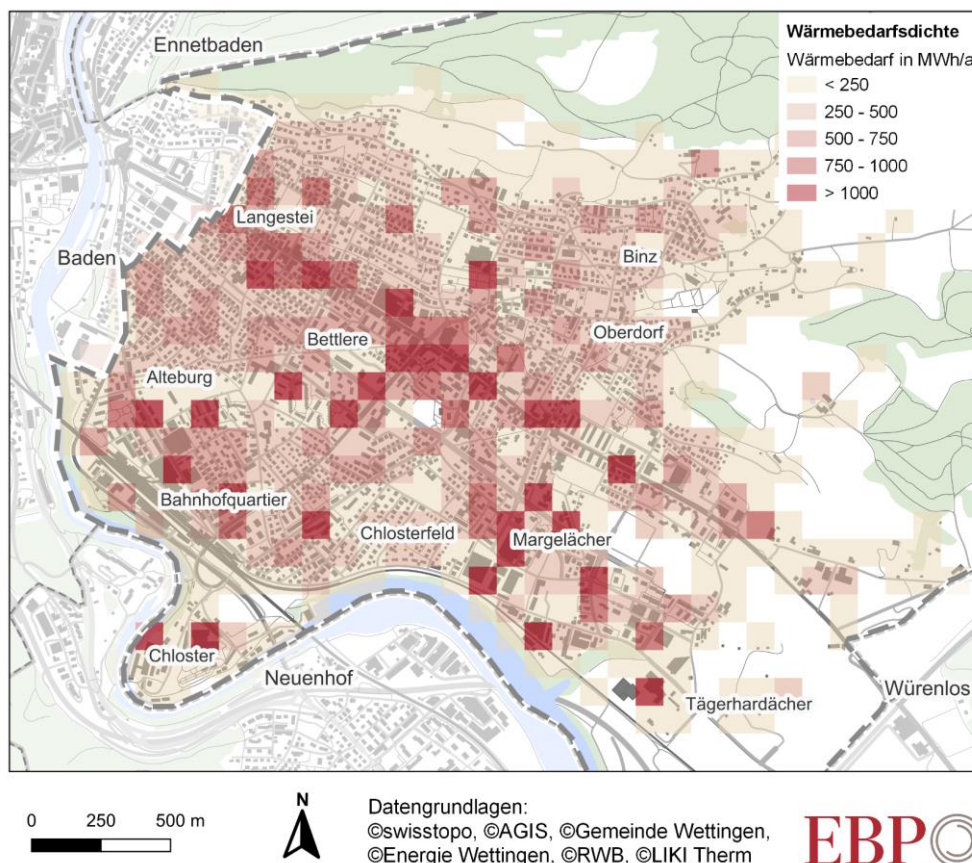 Ennetbaden
Wärmebedarfsdichte
Wärmebedarf in MWh/a
< 250
250 - 500
500 - 750
750 - 1000
> 1000
Langestei
Baden
Binz
Bettlere
Oberdorf
Alteburg
Bahnhofquartier
Chlosterfeld
Margelächer
Chloster
Neuenhof
Tägerhardächer
Würenlos
0 250 500 m
N
Datengrundlagen:
©swisstopo, ©AGIS, ©Gemeinde Wettingen,
©Energie Wettingen, ©RWB, ©LIKI Therm
EBP